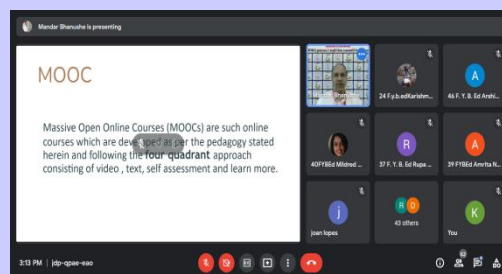 Mandar Bhanushe is presenting
MOOC
Massive Open Online Courses (MOOCs) are such online
courses which are developed as per the pedagogy stated
herein and following the four quadrant approach
consisting of video , text, self assessment and learn more.
24 F.y.b.edKarishm...
A
46 F. Y. B. Ed Arshi...
40FYBEd Mildred ...
R
37 F. Y. B. Ed Rupa ...
A
39 FYBEd Amrita N...
j
joan lopes
R
43 others
K
You
3:13 PM | jdp-qpae-eao